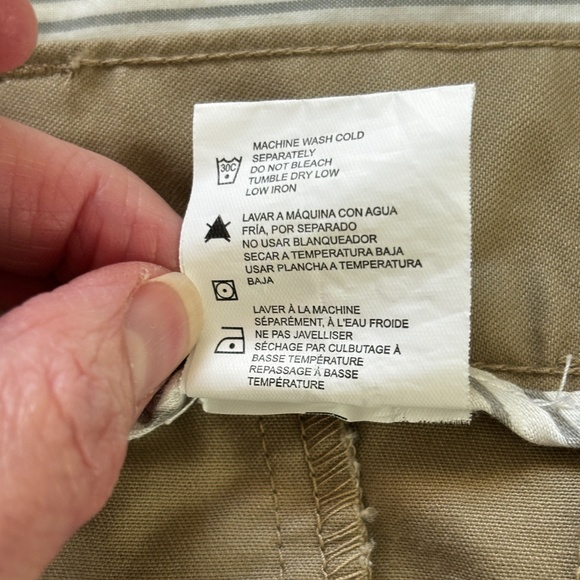 MACHINE WASH COLD
SEPARATELY
DO NOT BLEACH
TUMBLE DRY LOW
LOW IRON
30C
LAVAR A MÁQUINA CON AGUA
FRÍA, POR SEPARADO
NO USAR BLANQUEADOR
SECAR A TEMPERATURA BAJA
USAR PLANCHA A TEMPERATURA
BAJA
LAVER À LA MACHINE
SÉPARÉMENT, À L'EAU FROIDE
NE PAS JAVELLISER
SÉCHAGE PAR CULBUTAGE À
BASSE TEMPÉRATURE
REPASSAGE À BASSE
TEMPÉRATURE